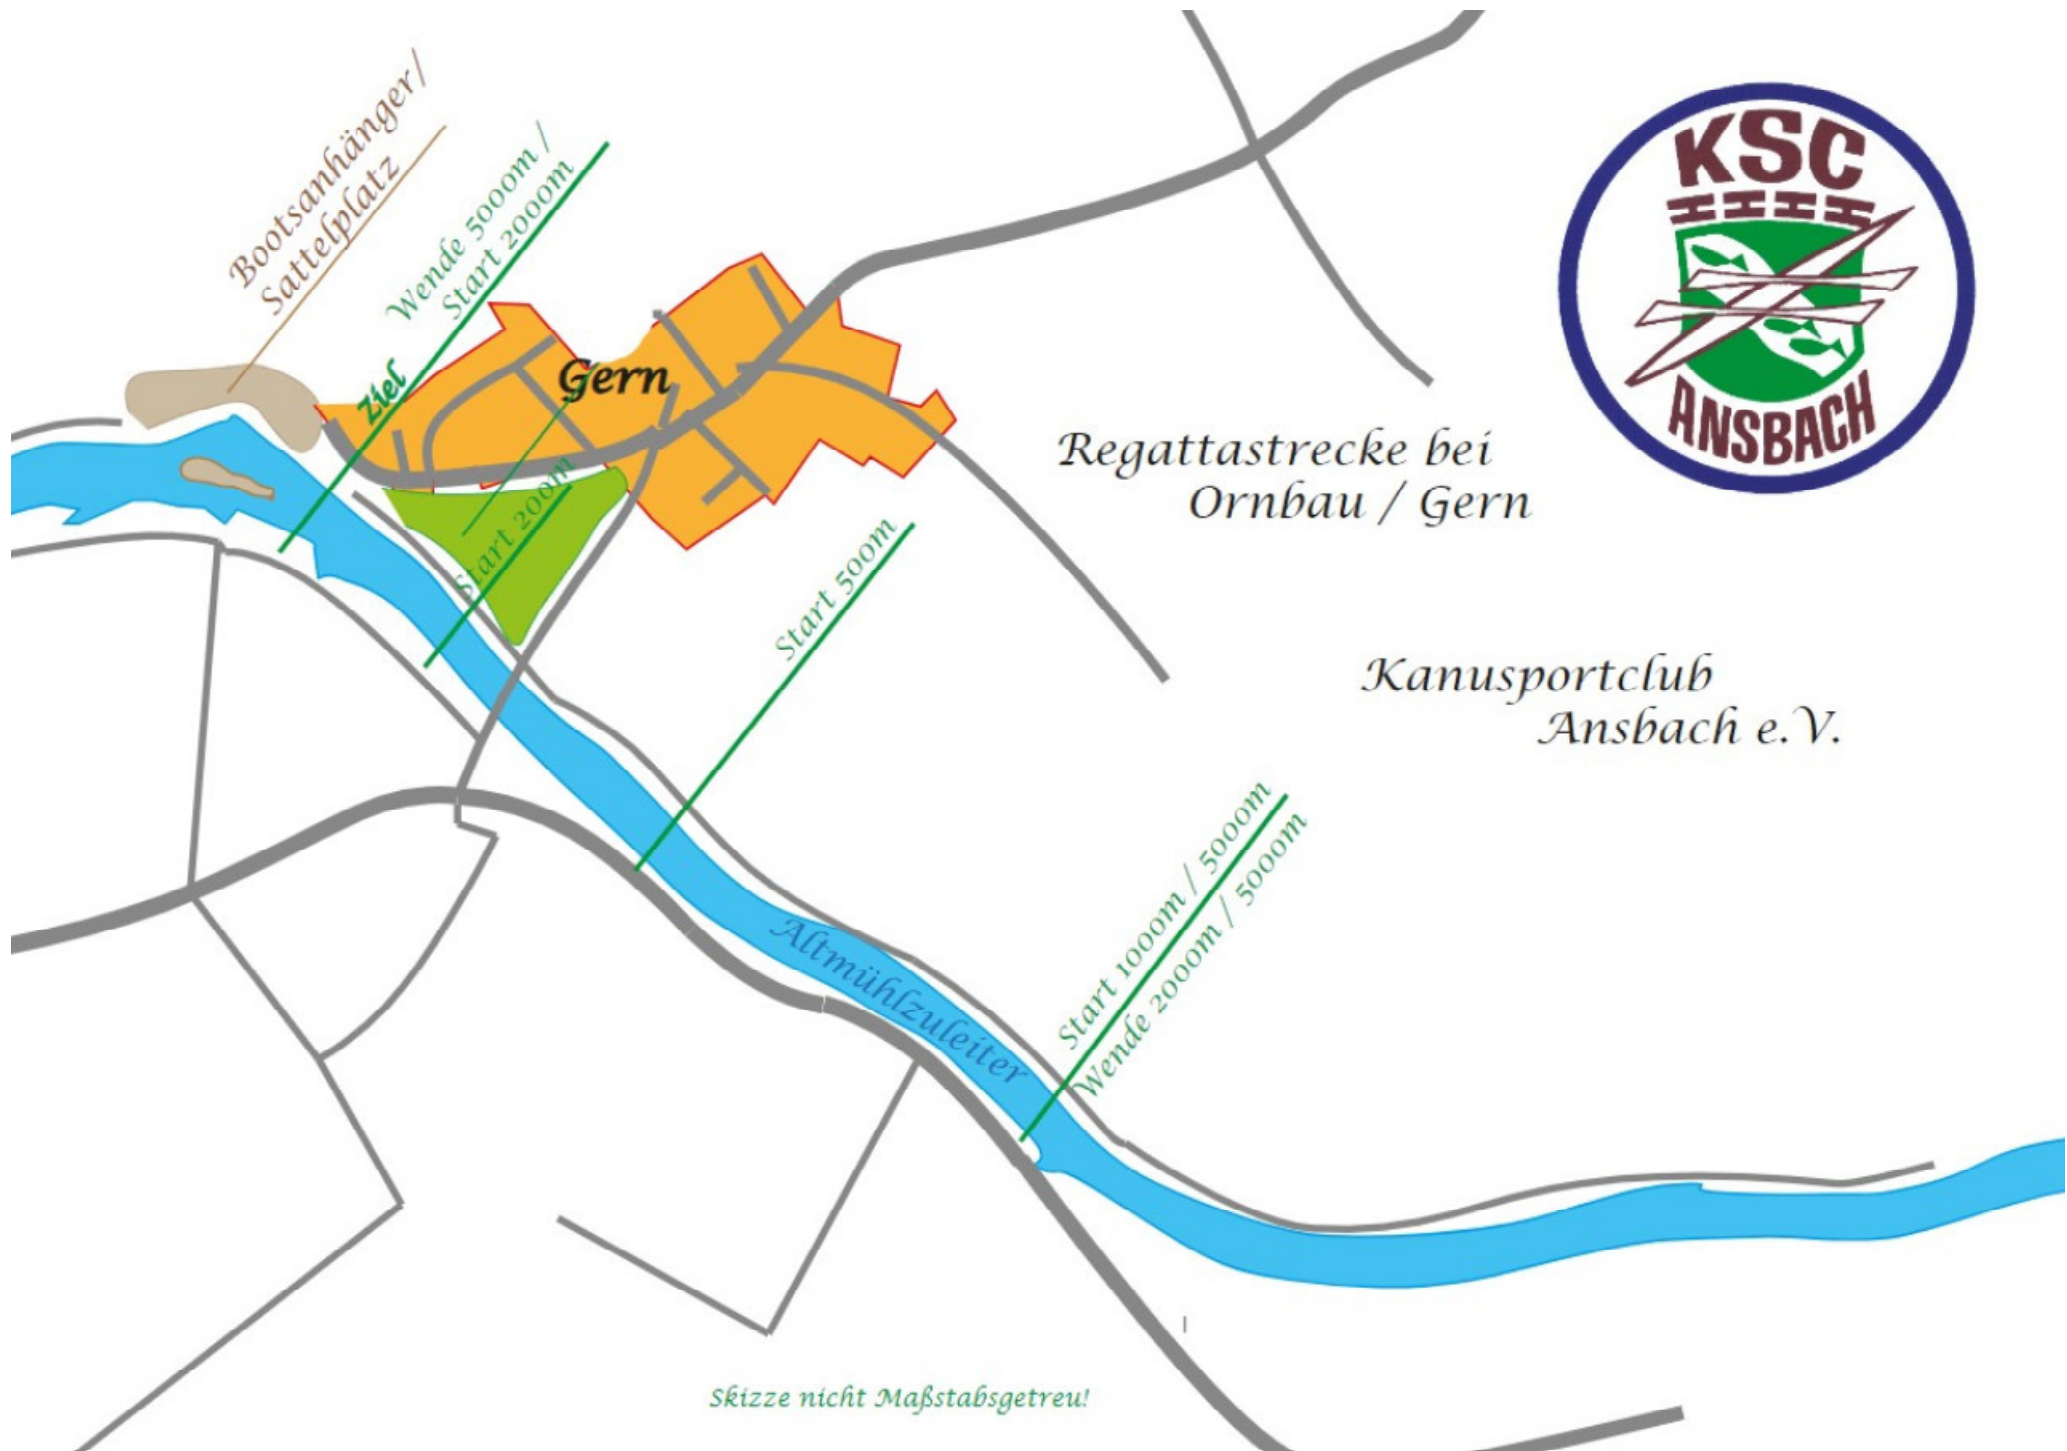 Bootsanhänger/
Sattelplatz
Wende 5000m /
Start 2000m
Ziel
Gern
Start 200m
Start 500m
Regattastrecke bei
Ornbau / Gern
KSC
ANSBACH
Kanusportclub
Ansbach e.V.
Start 1000m / 5000m
Wende 2000m / 5000m
Altmühlzuleiter
Skizze nicht Maßstabsgetreu!